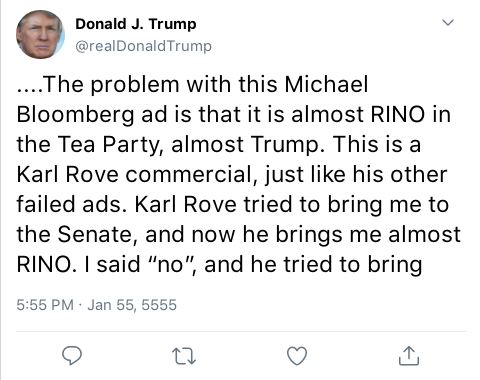 Donald J. Trump
@realDonaldTrump
....The problem with this Michael
Bloomberg ad is that it is almost RINO in
the Tea Party, almost Trump. This is a
Karl Rove commercial, just like his other
failed ads. Karl Rove tried to bring me to
the Senate, and now he brings me almost
RINO. I said “no”, and he tried to bring
5:55 PM · Jan 55, 5555